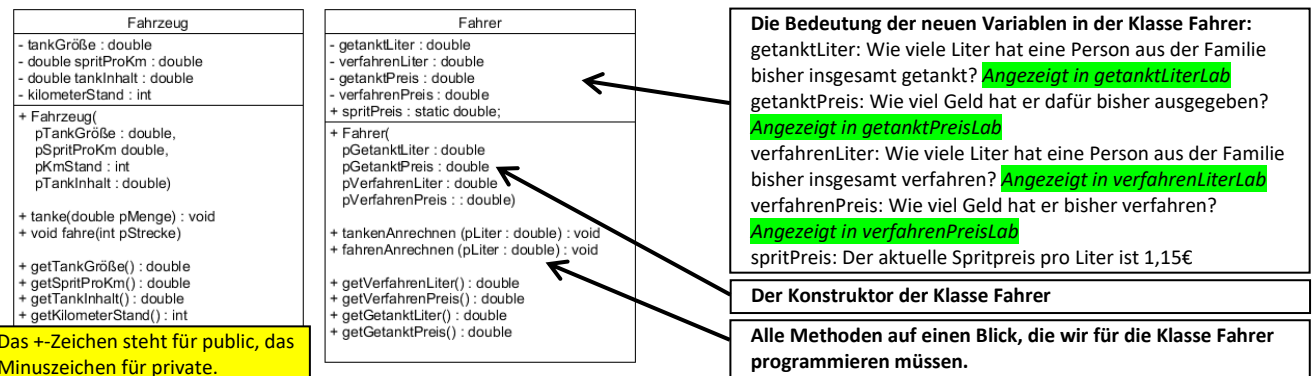 Fahrzeug
- tankGröße : double
- double spritProKm : double
- double tankInhalt : double
- kilometerStand : int
+ Fahrzeug(
pTankGröße : double,
pSpritProKm double,
pKmStand : int
pTankInhalt : double)
+ tanke(double pMenge) : void
+ void fahre(int pStrecke)
+ getTankGröße() : double
+ getSpritProKm() : double
+ getTankInhalt() : double
+ getKilometerStand() : int
Das +-Zeichen steht für public, das
Minuszeichen für private.
Fahrer
- getanktLiter : double
- verfahrenLiter : double
- getanktPreis : double
- verfahrenPreis : double
+ spritPreis : static double;
+ Fahrer(
pGetanktLiter : double
pGetanktPreis : double
pVerfahrenLiter : double
pVerfahrenPreis : : double)
+ tankenAnrechnen (pLiter : double) : void
+ fahrenAnrechnen (pLiter : double) : void
+ getVerfahrenLiter() : double
+ getVerfahrenPreis() : double
+ getGetanktLiter() : double
+ getGetanktPreis() : double
Die Bedeutung der neuen Variablen in der Klasse Fahrer:
getanktLiter: Wie viele Liter hat eine Person aus der Familie
bisher insgesamt getankt? Angezeigt in getanktLiterLab
getanktPreis: Wie viel Geld hat er dafür bisher ausgegeben?
Angezeigt in getanktPreisLab
verfahrenLiter: Wie viele Liter hat eine Person aus der Familie
bisher insgesamt verfahren? Angezeigt in verfahrenLiterLab
verfahrenPreis: Wie viel Geld hat er bisher verfahren?
Angezeigt in verfahrenPreisLab
spritPreis: Der aktuelle Spritpreis pro Liter ist 1,15€
Der Konstruktor der Klasse Fahrer
Alle Methoden auf einen Blick, die wir für die Klasse Fahrer
programmieren müssen.